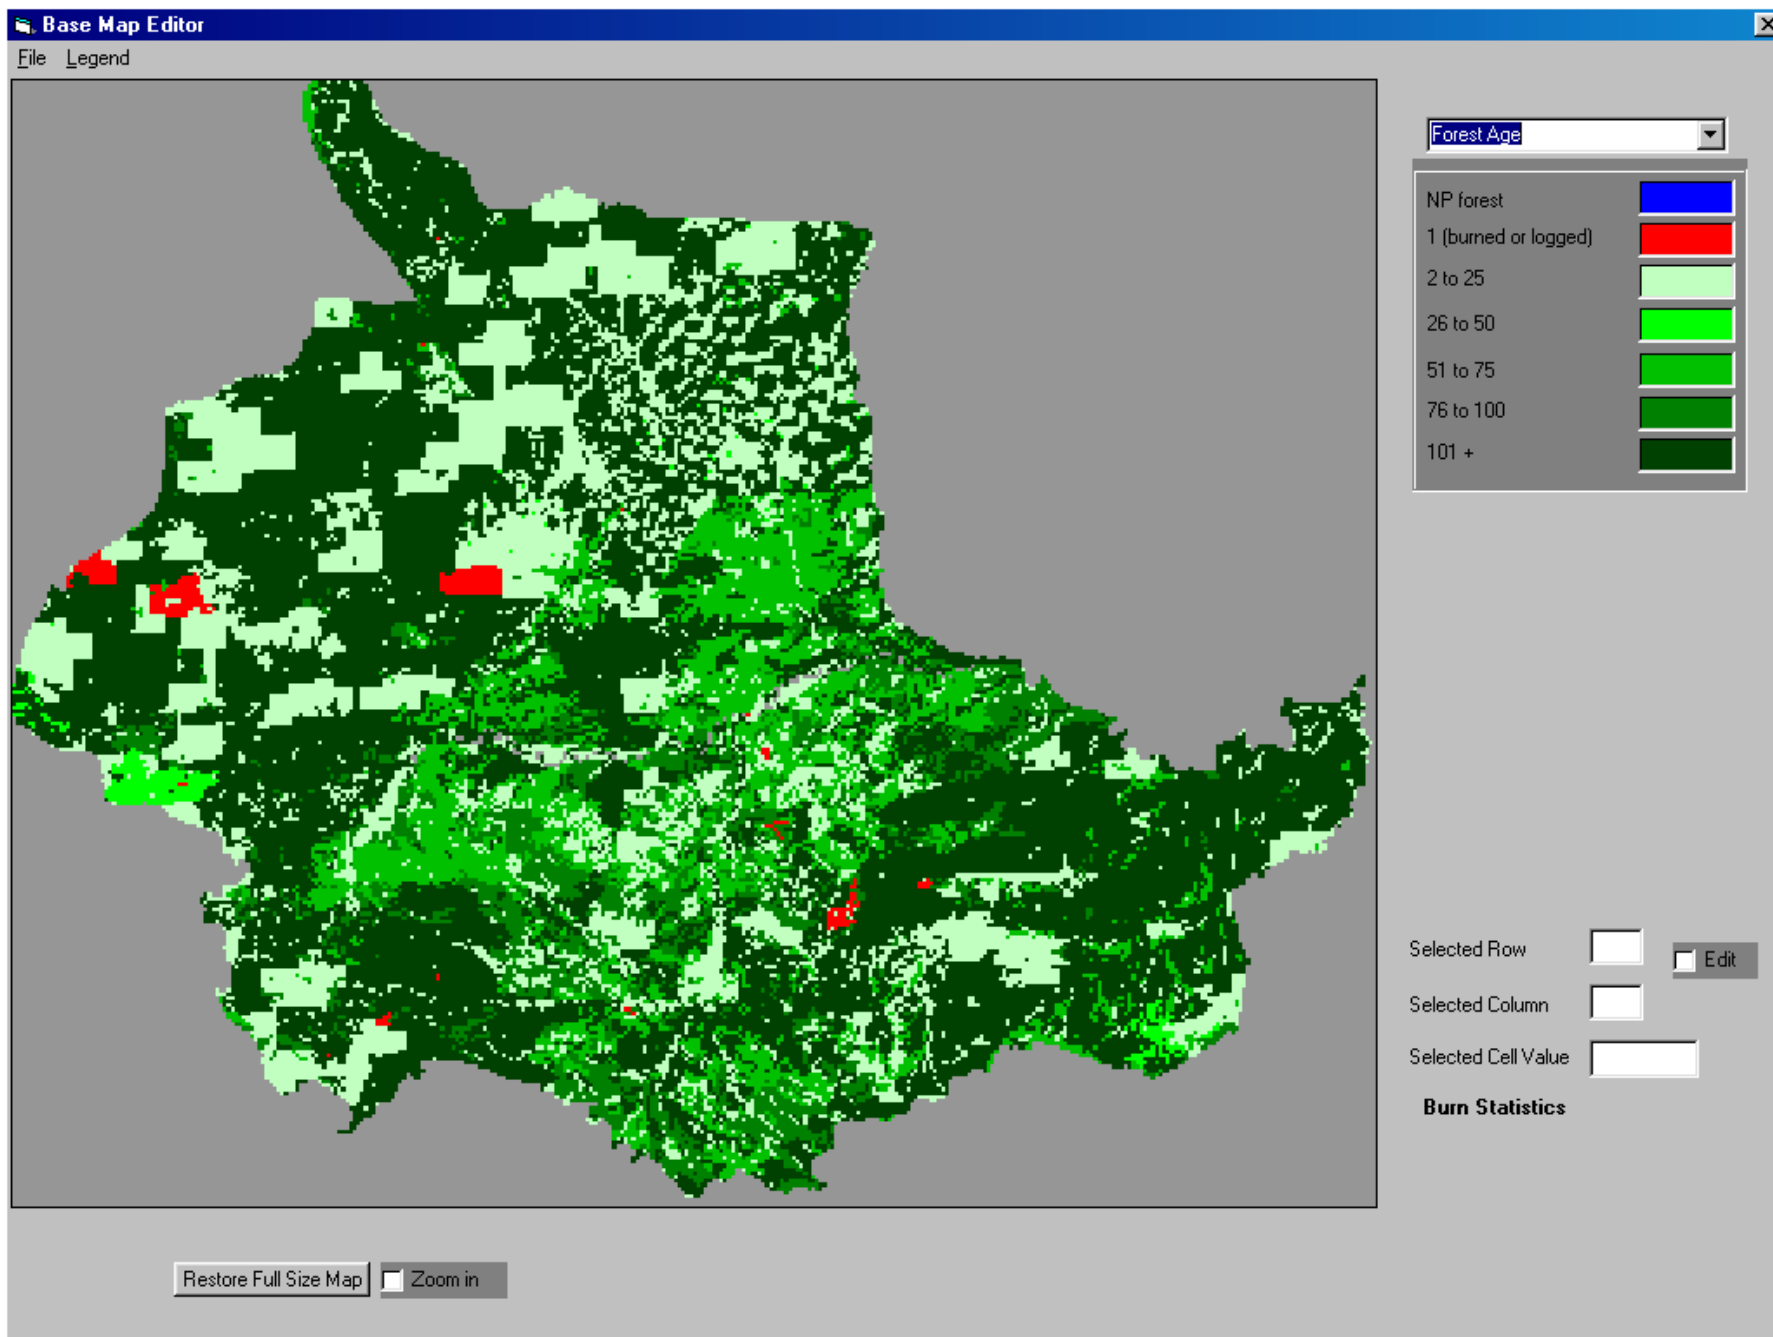 Base Map Editor
File Legend
Forest Age
NP forest
1 (burned or logged)
2 to 25
26 to 50
51 to 75
76 to 100
101 +
Selected Row
Edit
Selected Column
Selected Cell Value
Burn Statistics
Restore Full Size Map
Zoom in